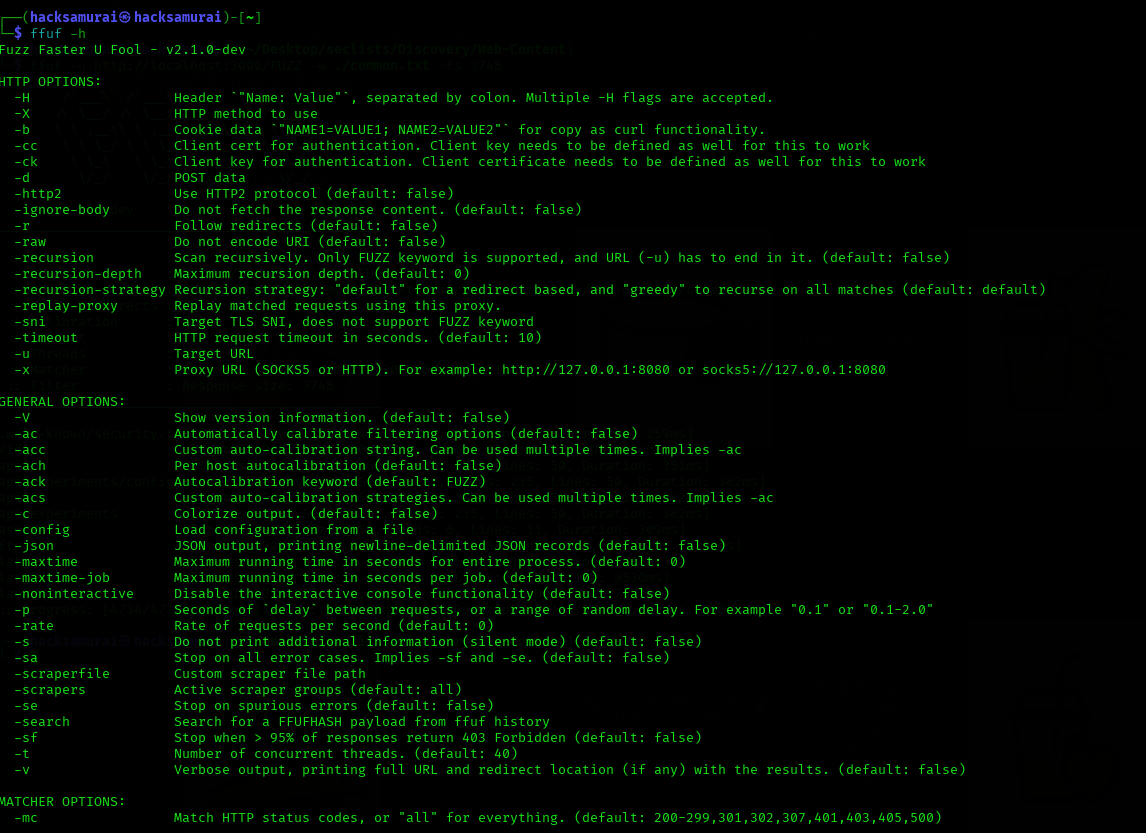 ┌──(hacksamurai㉿hacksamurai)-[~]
└─$ ffuf -h
Fuzz Faster U Fool - v2.1.0-dev
HTTP OPTIONS:
-H Header `"Name: Value"`, separated by colon. Multiple -H flags are accepted.
-X HTTP method to use
-b Cookie data `"NAME1=VALUE1; NAME2=VALUE2"` for copy as curl functionality.
-cc Client cert for authentication. Client key needs to be defined as well for this to work
-ck Client key for authentication. Client certificate needs to be defined as well for this to work
-d POST data
-http2 Use HTTP2 protocol (default: false)
-ignore-body Do not fetch the response content. (default: false)
-r Follow redirects (default: false)
-raw Do not encode URI (default: false)
-recursion Scan recursively. Only FUZZ keyword is supported, and URL (-u) has to end in it. (default: false)
-recursion-depth Maximum recursion depth. (default: 0)
-recursion-strategy Recursion strategy: "default" for a redirect based, and "greedy" to recurse on all matches (default: default)
-replay-proxy Replay matched requests using this proxy.
-sni Target TLS SNI, does not support FUZZ keyword
-timeout HTTP request timeout in seconds. (default: 10)
-u Target URL
-x Proxy URL (SOCKS5 or HTTP). For example: http://127.0.0.1:8080 or socks5://127.0.0.1:8080
GENERAL OPTIONS:
-V Show version information. (default: false)
-ac Automatically calibrate filtering options (default: false)
-acc Custom auto-calibration string. Can be used multiple times. Implies -ac
-ach Per host autocalibration (default: false)
-ack Autocalibration keyword (default: FUZZ)
-acs Custom auto-calibration strategies. Can be used multiple times. Implies -ac
-c Colorize output. (default: false)
-config Load configuration from a file
-json JSON output, printing newline-delimited JSON records (default: false)
-maxtime Maximum running time in seconds for entire process. (default: 0)
-maxtime-job Maximum running time in seconds per job. (default: 0)
-noninteractive Disable the interactive console functionality (default: false)
-p Seconds of `delay` between requests, or a range of random delay. For example "0.1" or "0.1-2.0"
-rate Rate of requests per second (default: 0)
-s Do not print additional information (silent mode) (default: false)
-sa Stop on all error cases. Implies -sf and -se. (default: false)
-scraperfile Custom scraper file path
-scrapers Active scraper groups (default: all)
-se Stop on spurious errors (default: false)
-search Search for a FFUFHASH payload from ffuf history
-sf Stop when > 95% of responses return 403 Forbidden (default: false)
-t Number of concurrent threads. (default: 40)
-v Verbose output, printing full URL and redirect location (if any) with the results. (default: false)
MATCHER OPTIONS:
-mc Match HTTP status codes, or "all" for everything. (default: 200-299,301,302,307,401,403,405,500)